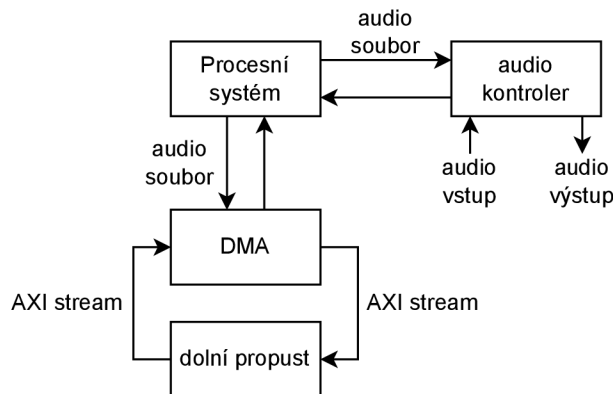 audio
soubor
Procesní
systém
audio
kontroler
audio
soubor
audio
vstup
audio
výstup
DMA
AXI stream
AXI stream
dolní propust